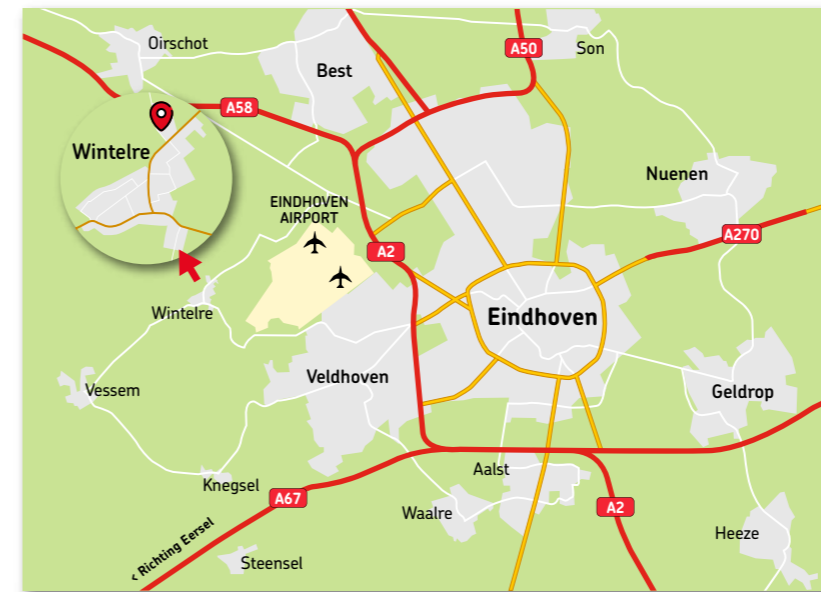 Oirschot
Best
A50
Son
A58
Wintelre
Nuenen
EINDHOVEN
AIRPORT
A270
A2
Wintelre
Eindhoven
Veldhoven
Vessem
Geldrop
Aalst
Knegsel
A67
Waalre
A2
Heeze
< Richting Eersel
Steensel